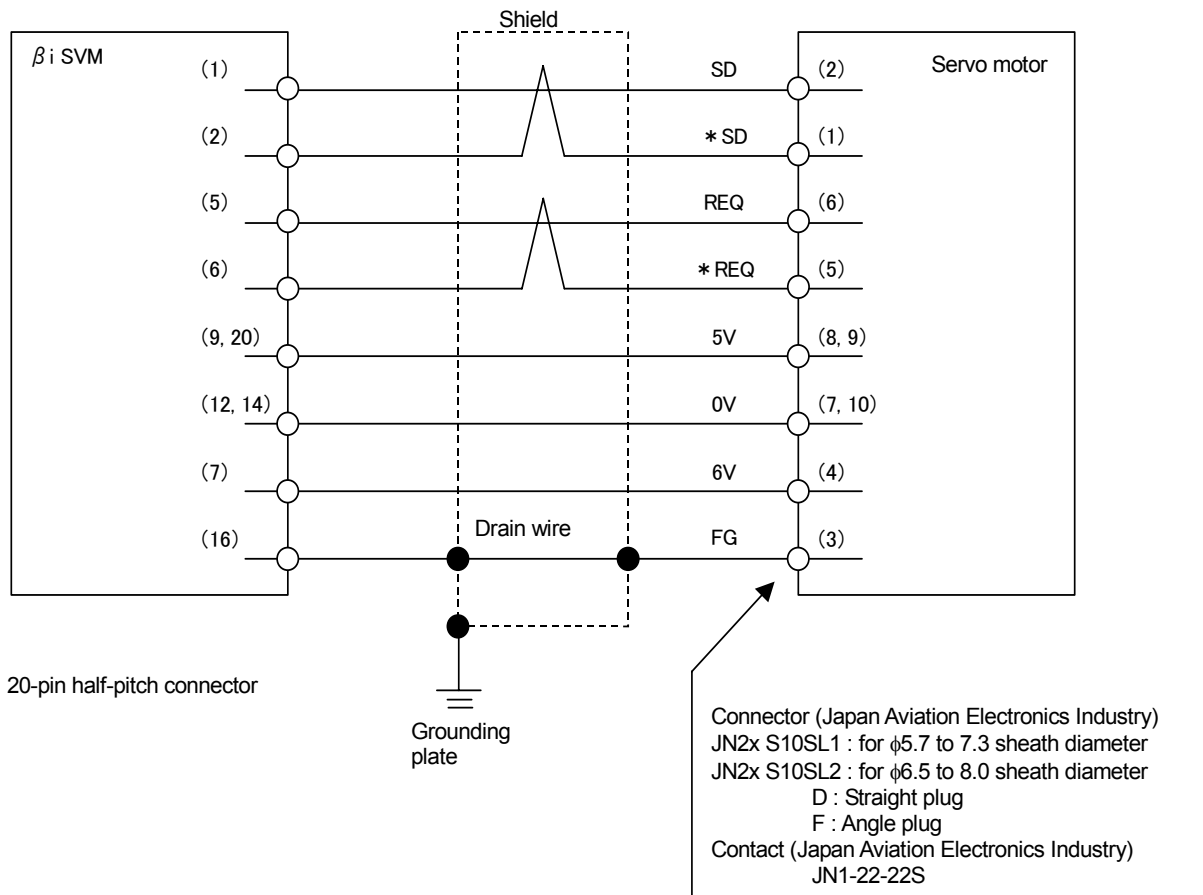 Shield
βi SVM
Servo motor
(1) SD (2)
(2) *SD (1)
(5) REQ (6)
(6) *REQ (5)
(9, 20) 5V (8, 9)
(12, 14) 0V (7, 10)
(7) 6V (4)
Drain wire
(16) FG (3)
20-pin half-pitch connector
Grounding
plate
Connector (Japan Aviation Electronics Industry)
JN2x S10SL1 : for ϕ5.7 to 7.3 sheath diameter
JN2x S10SL2 : for ϕ6.5 to 8.0 sheath diameter
D : Straight plug
F : Angle plug
Contact (Japan Aviation Electronics Industry)
JN1-22-22S